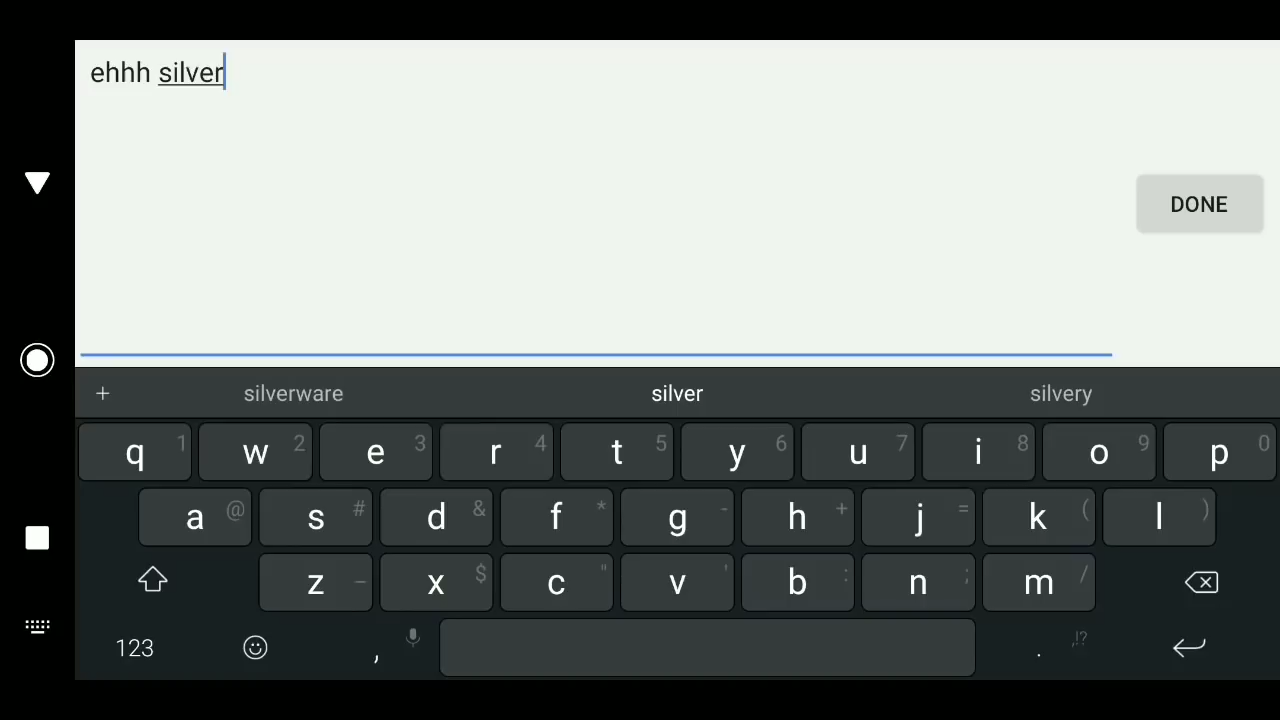 ehhh silver
DONE
+ silverware silver silvery
q 1 w 2 e 3 r 4 t 5 y 6 u 7 i 8 o 9 p 0
a @ s # d & f * g - h + j = k ( l )
z _ x $ c " v ' b : n ; m /
123 , . ,!?